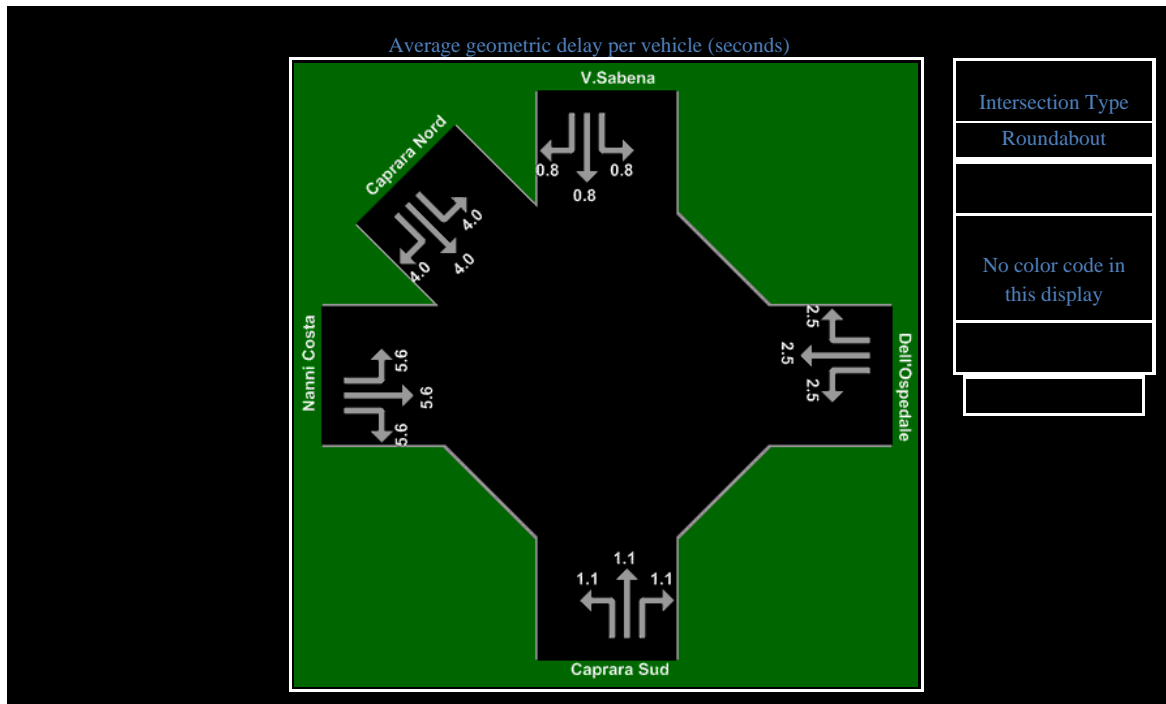 Average geometric delay per vehicle (seconds)
V.Sabena
Intersection Type
Roundabout
Caprara Nord
0.8
0.8
0.8
4.0
4.0
4.0
No color code in
this display
Nanni Costa
5.6
5.6
5.6
2.5
2.5
2.5
Dell'Ospedale
1.1
1.1
1.1
Caprara Sud